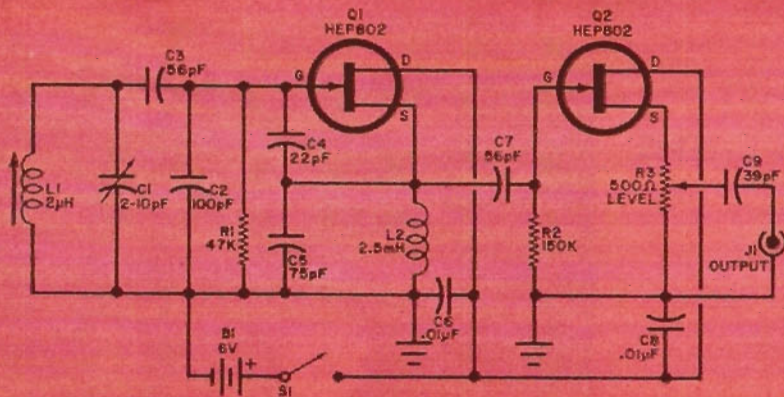 Q1
HEP802
Q2
HEP802
C3
56pF
G
D
S
G
D
S
C4
22pF
C7
56pF
R3
500Ω
LEVEL
C9
39pF
L1
2μH
C1
2-10pF
C2
100pF
R1
47K
C5
75pF
L2
2.5mH
R2
150K
J1
OUTPUT
C6
.01μF
C8
.01μF
B1
6V
+
S1